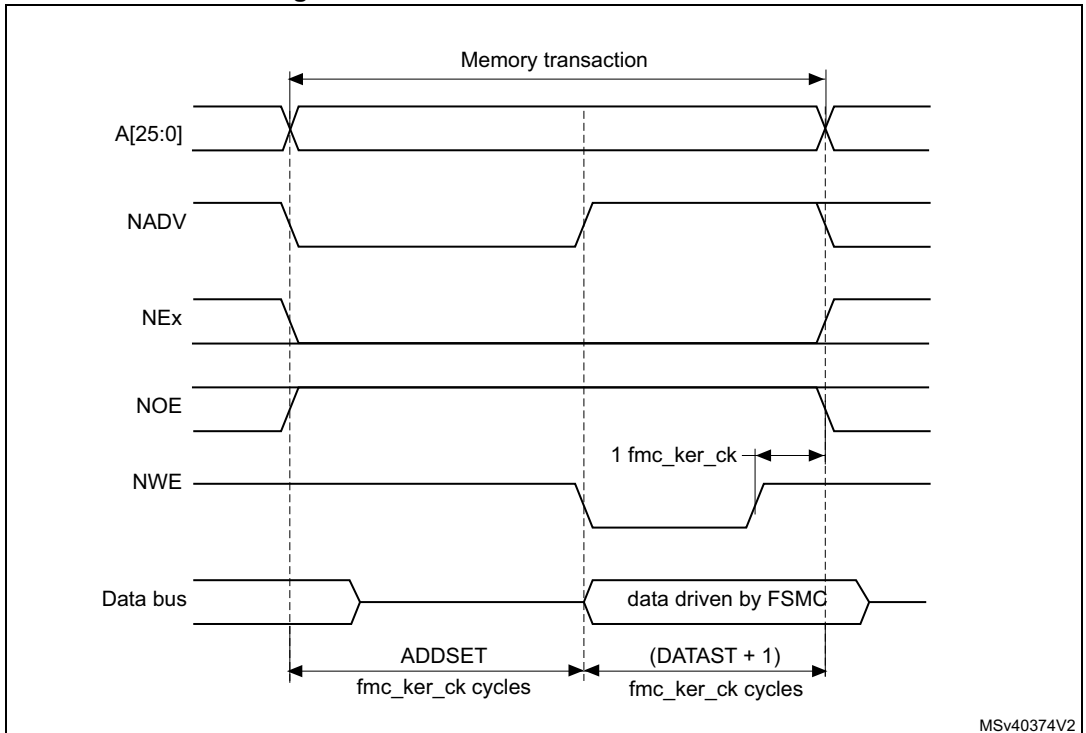 Memory transaction
A[25:0]
NADV
NEx
NOE
1 fmc_ker_ck
NWE
Data bus
data driven by FSMC
ADDSET
(DATAST + 1)
fmc_ker_ck cycles
fmc_ker_ck cycles
MSv40374V2